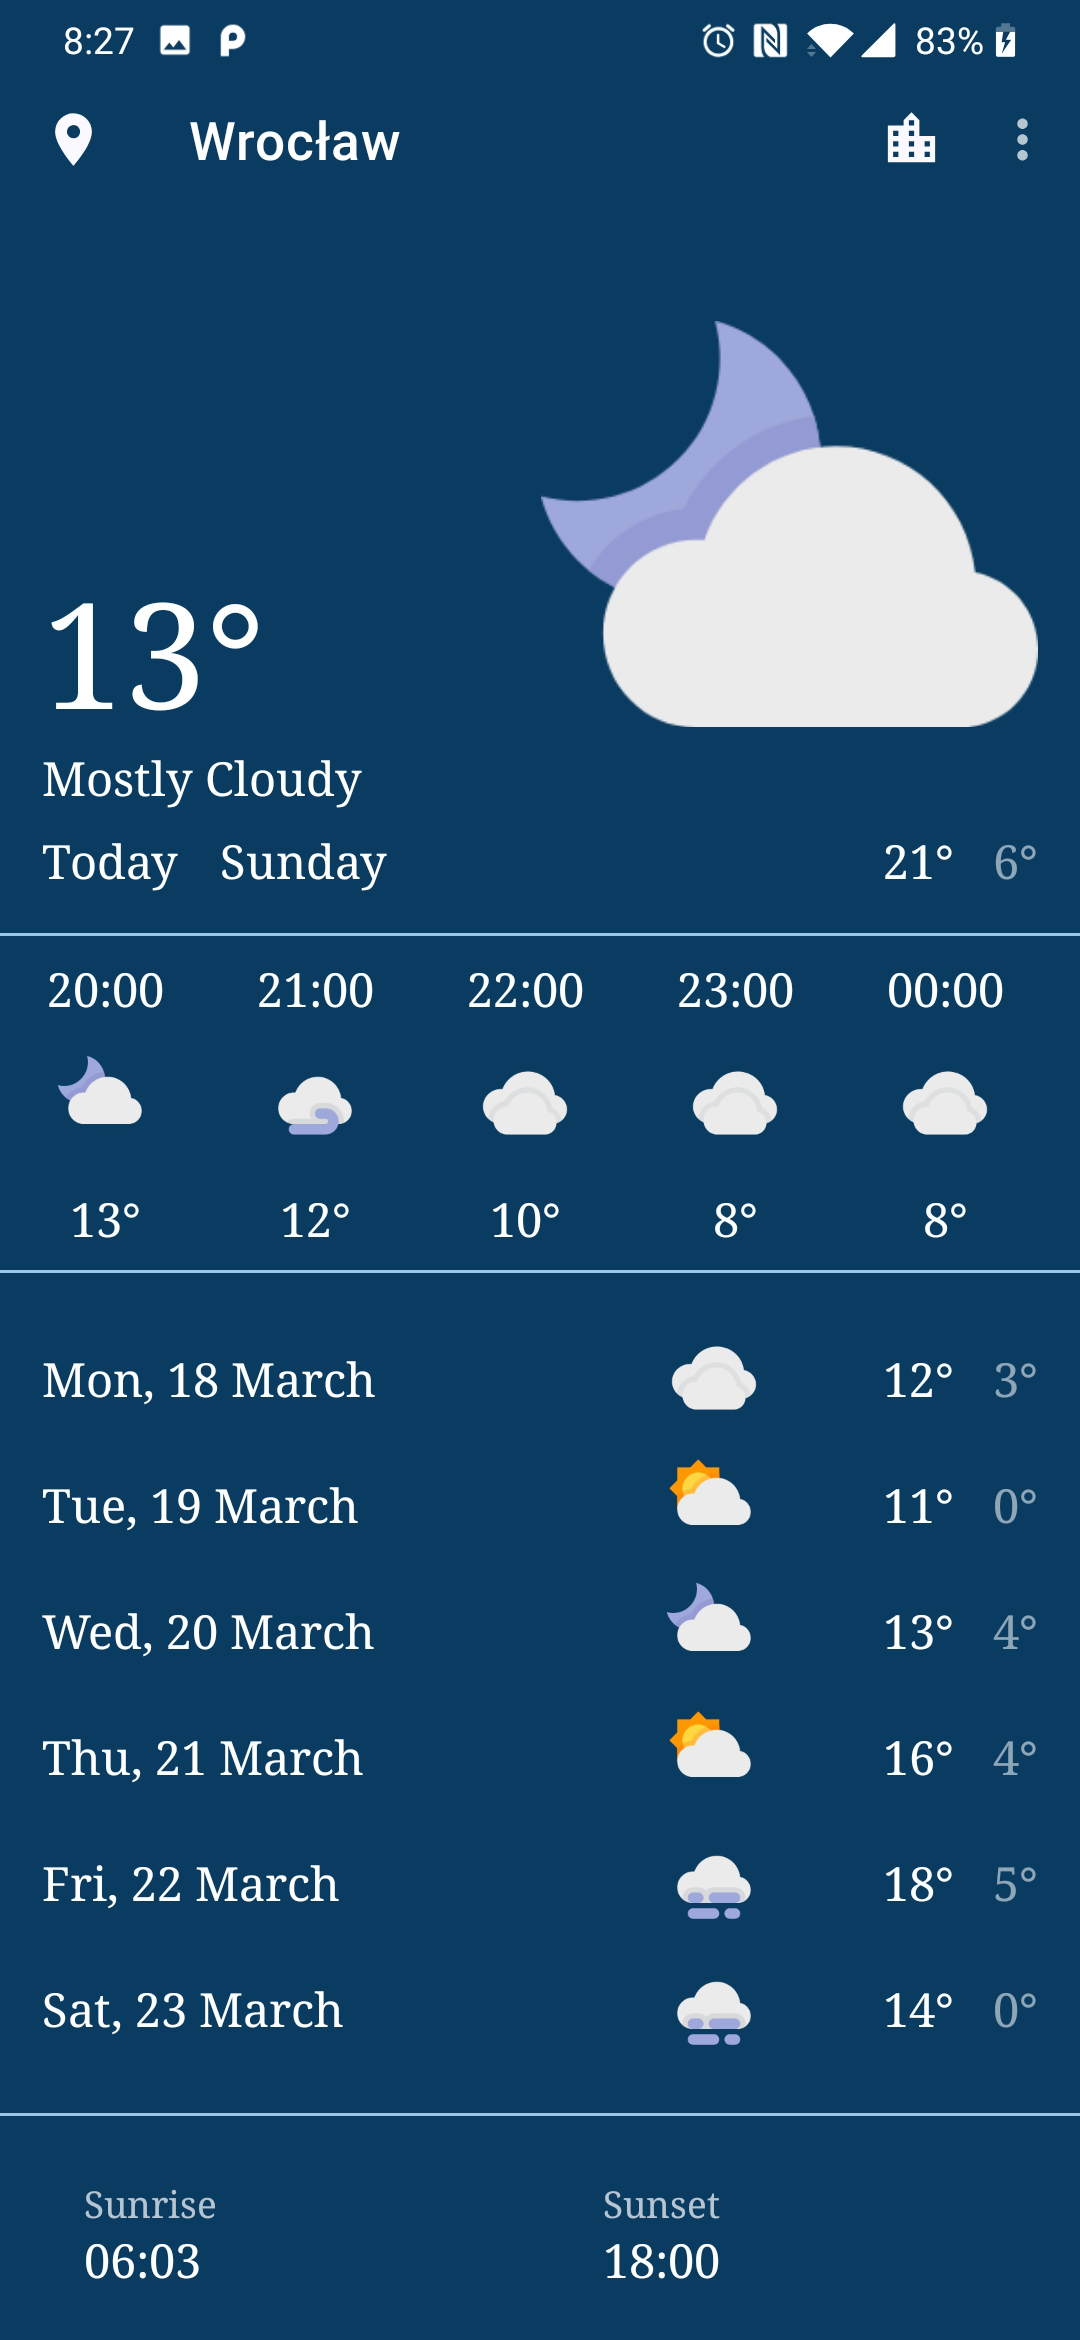 8:27 83%
Wrocław
13°
Mostly Cloudy
Today Sunday 21° 6°
20:00 21:00 22:00 23:00 00:00
13° 12° 10° 8° 8°
Mon, 18 March 12° 3°
Tue, 19 March 11° 0°
Wed, 20 March 13° 4°
Thu, 21 March 16° 4°
Fri, 22 March 18° 5°
Sat, 23 March 14° 0°
Sunrise Sunset
06:03 18:00